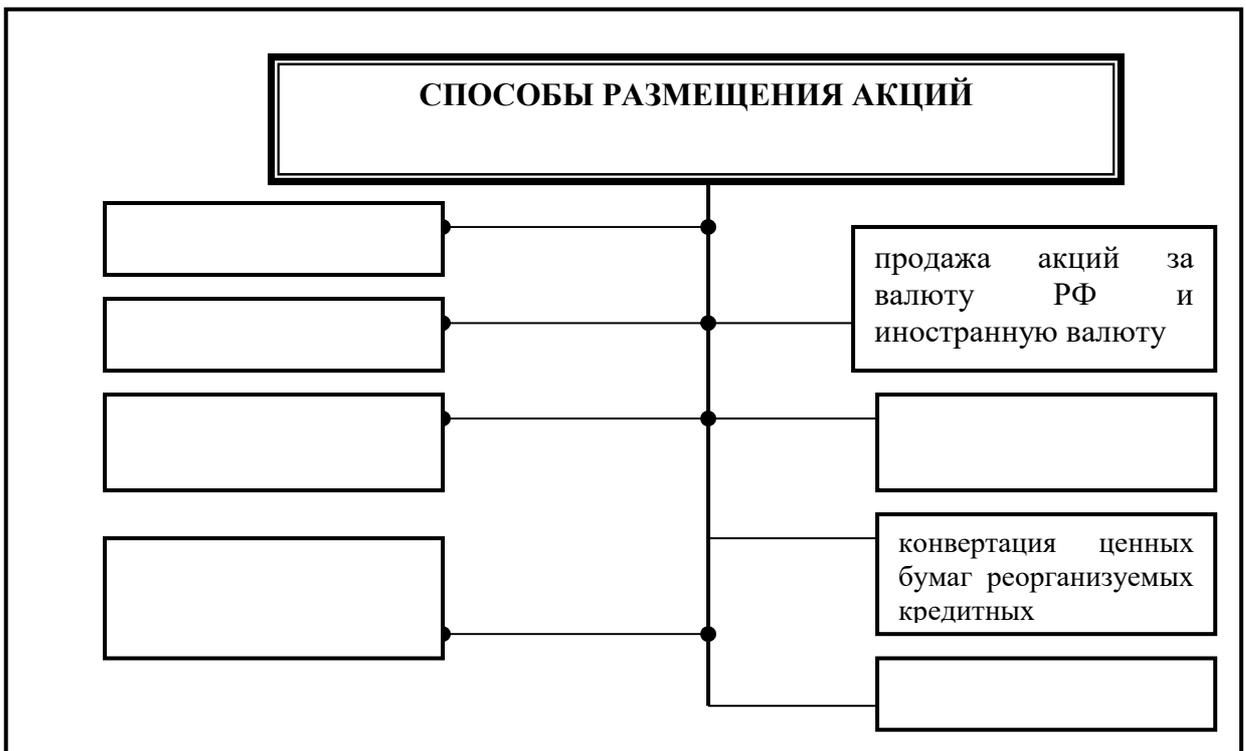 СПОСОБЫ РАЗМЕЩЕНИЯ АКЦИЙ
продажа акций за
валюту РФ и
иностранную валюту
конвертация ценных
бумаг реорганизуемых
кредитных